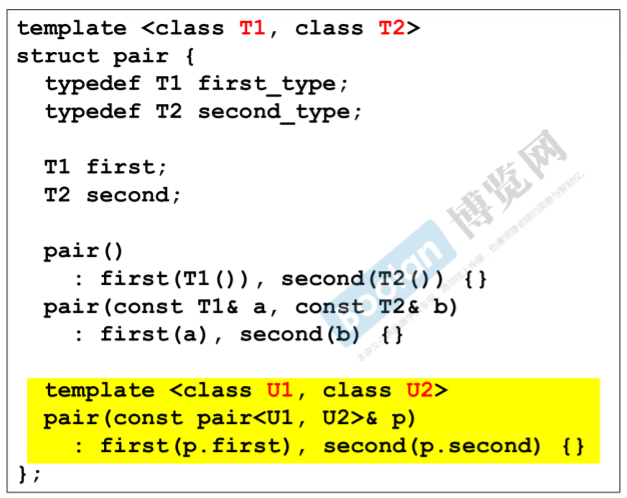 template <class T1, class T2>
struct pair {
  typedef T1 first_type;
  typedef T2 second_type;

  T1 first;
  T2 second;

  pair()
    : first(T1()), second(T2()) {}
  pair(const T1& a, const T2& b)
    : first(a), second(b) {}

  template <class U1, class U2>
  pair(const pair<U1, U2>& p)
    : first(p.first), second(p.second) {}
};
boolan 博览网